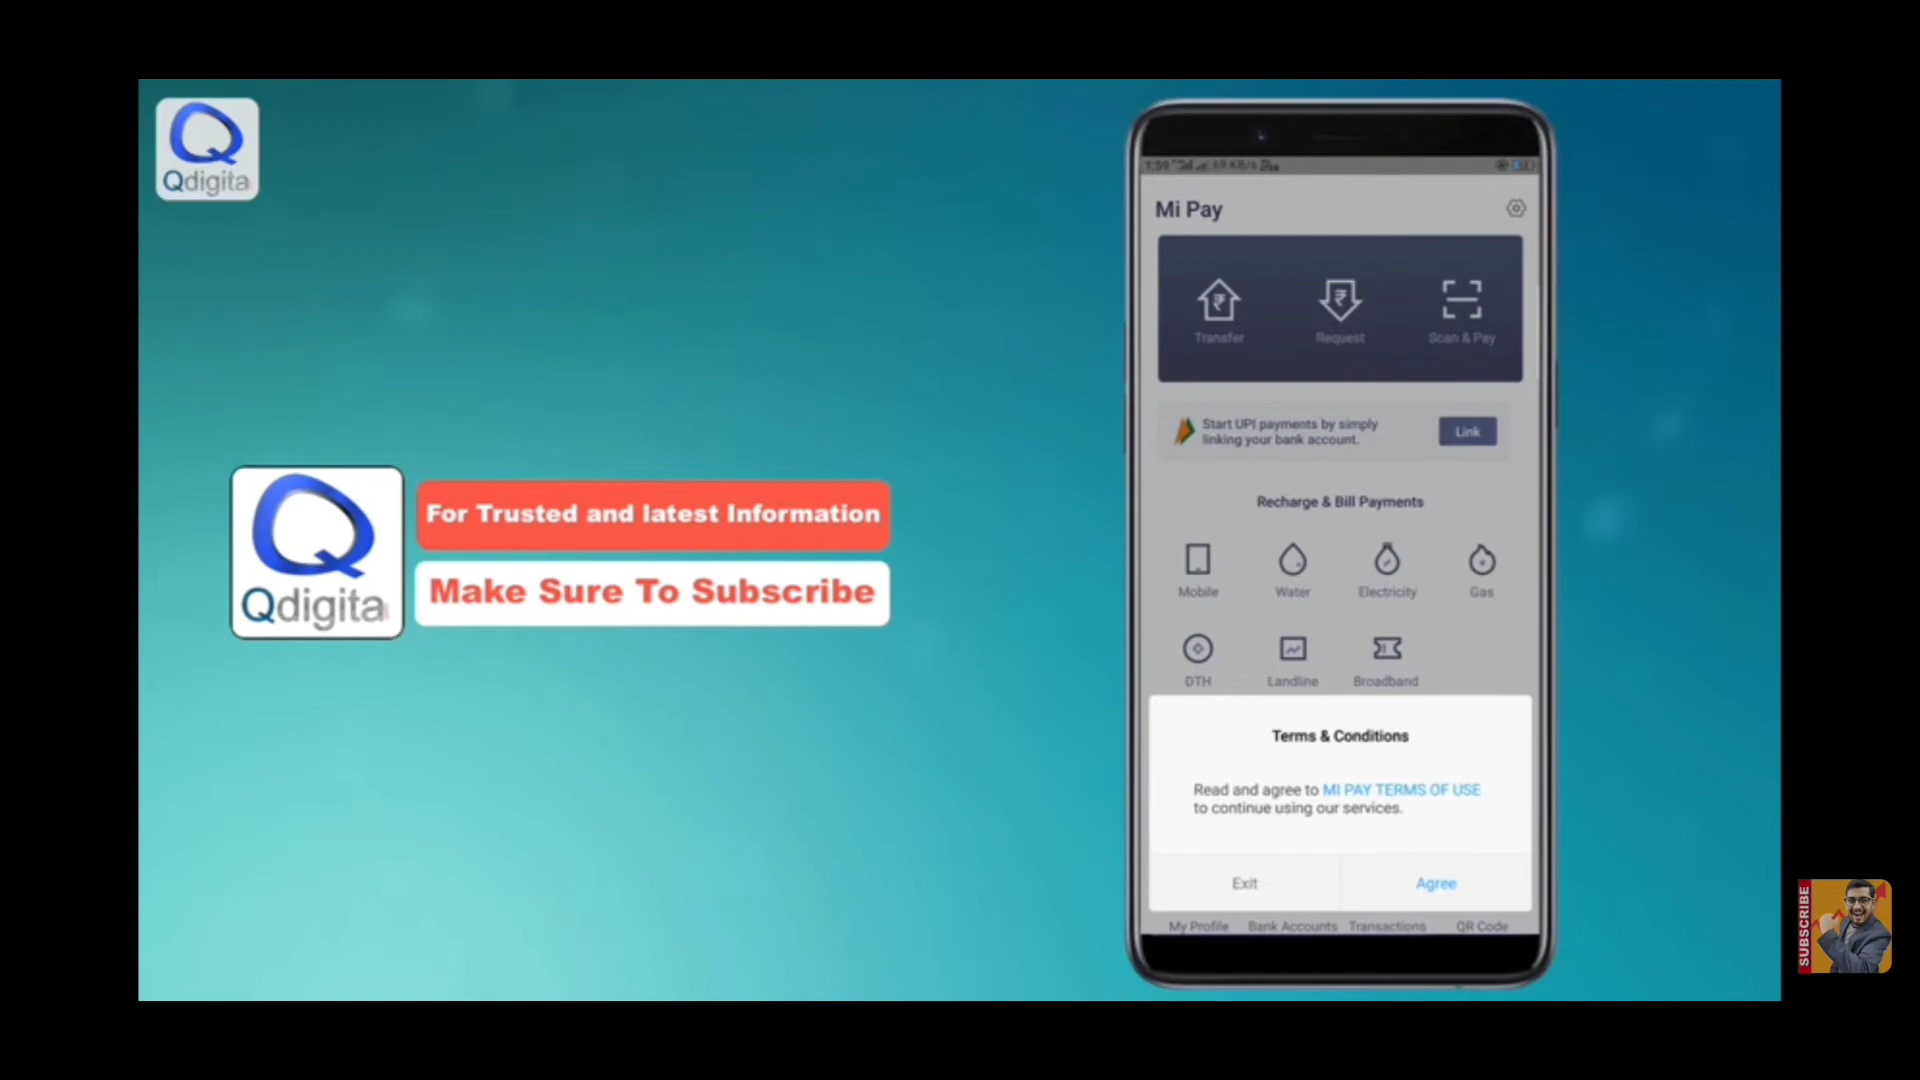 Qdigita
Qdigita
For Trusted and latest Information
Make Sure To Subscribe
1:59
Mi Pay
Transfer
Request
Scan & Pay
Start UPI payments by simply
linking your bank account.
Link
Recharge & Bill Payments
Mobile
Water
Electricity
Gas
DTH
Landline
Broadband
Terms & Conditions
Read and agree to MI PAY TERMS OF USE
to continue using our services.
Exit
Agree
My Profile
Bank Accounts
Transactions
QR Code
SUBSCRIBE